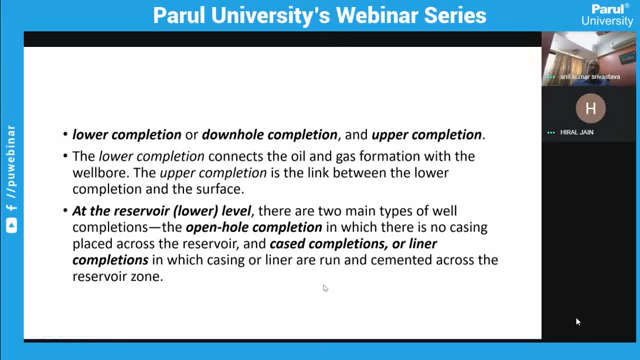 Parul University's Webinar Series
Parul®
University
• lower completion or downhole completion, and upper completion.
• The lower completion connects the oil and gas formation with the
wellbore. The upper completion is the link between the lower
completion and the surface.
• At the reservoir (lower) level, there are two main types of well
completions—the open-hole completion in which there is no casing
placed across the reservoir, and cased completions, or liner
completions in which casing or liner are run and cemented across the
reservoir zone.
anil kumar srivastava
H
HIRAL JAIN
//puwebinar